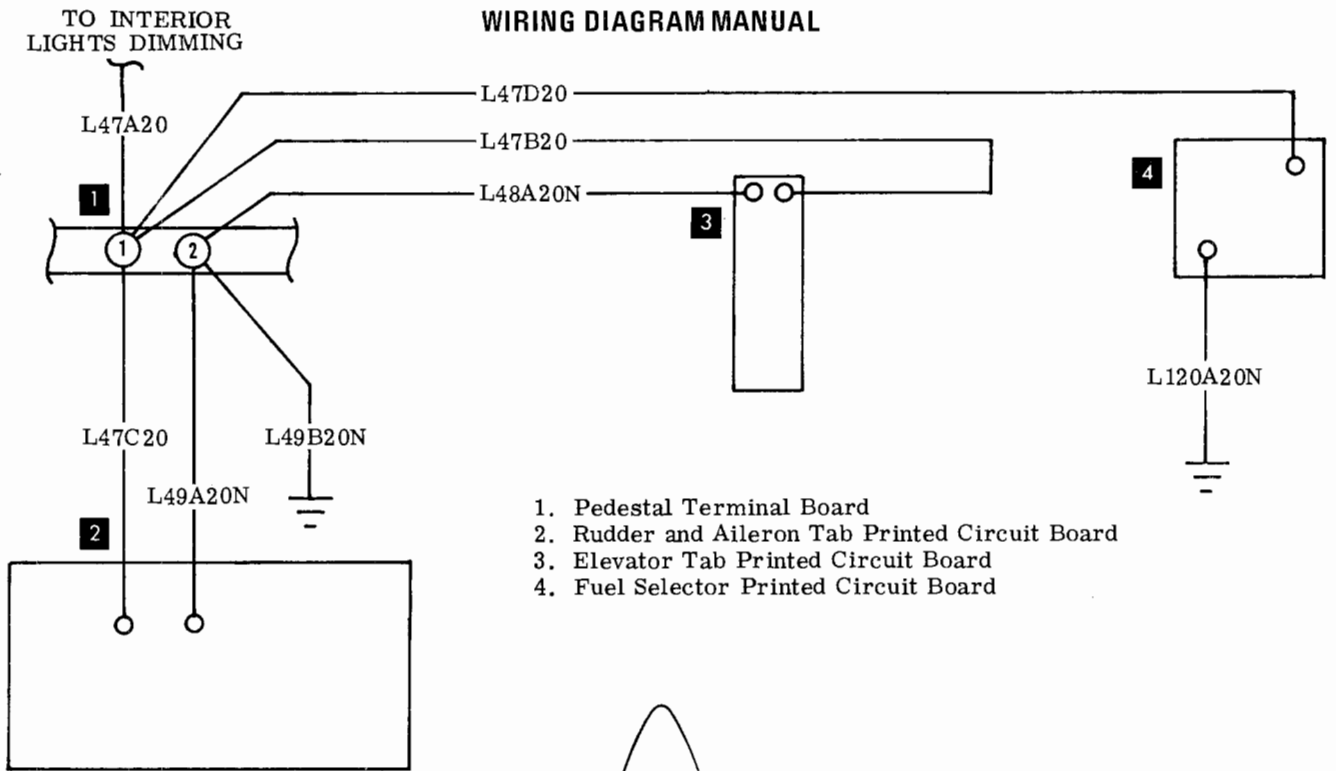 TO INTERIOR
LIGHTS DIMMING
WIRING DIAGRAM MANUAL
L47D20
L47A20
L47B20
L48A20N
1
3
4
1
2
L120A20N
L47C20
L49B20N
L49A20N
2
1. Pedestal Terminal Board
2. Rudder and Aileron Tab Printed Circuit Board
3. Elevator Tab Printed Circuit Board
4. Fuel Selector Printed Circuit Board